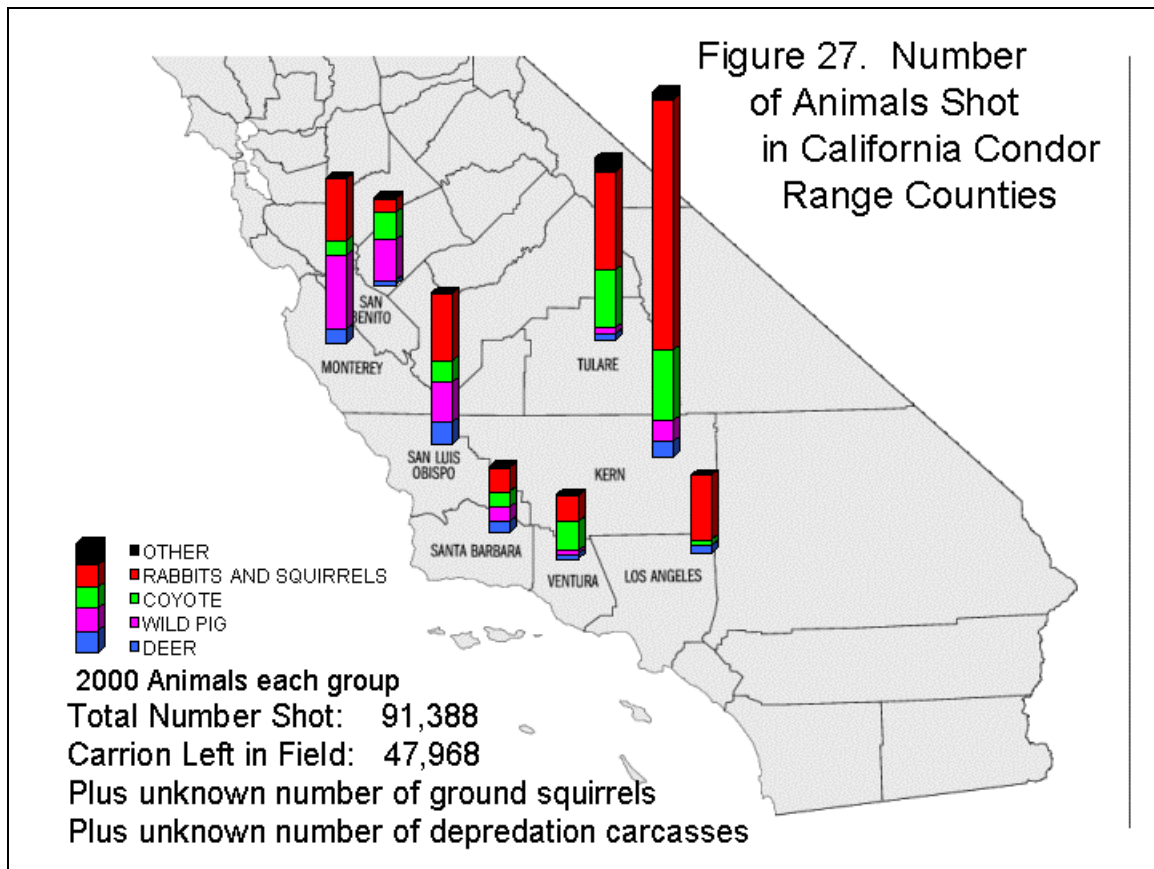 Figure 27.  Number
of Animals Shot
in California Condor
Range Counties
SAN
BENITO
MONTEREY
TULARE
SAN LUIS
OBISPO
KERN
SANTA BARBARA
VENTURA
LOS ANGELES
OTHER
RABBITS AND SQUIRRELS
COYOTE
WILD PIG
DEER
2000 Animals each group
Total Number Shot: 91,388
Carrion Left in Field: 47,968
Plus unknown number of ground squirrels
Plus unknown number of depredation carcasses